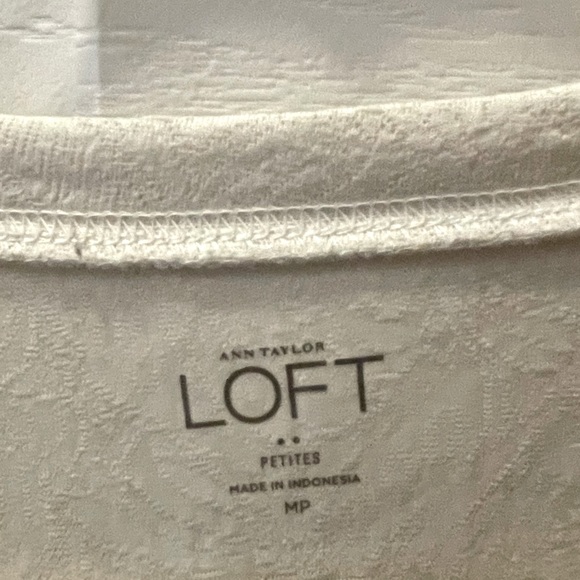 ANN TAYLOR
LOFT
PETITES
MADE IN INDONESIA
MP